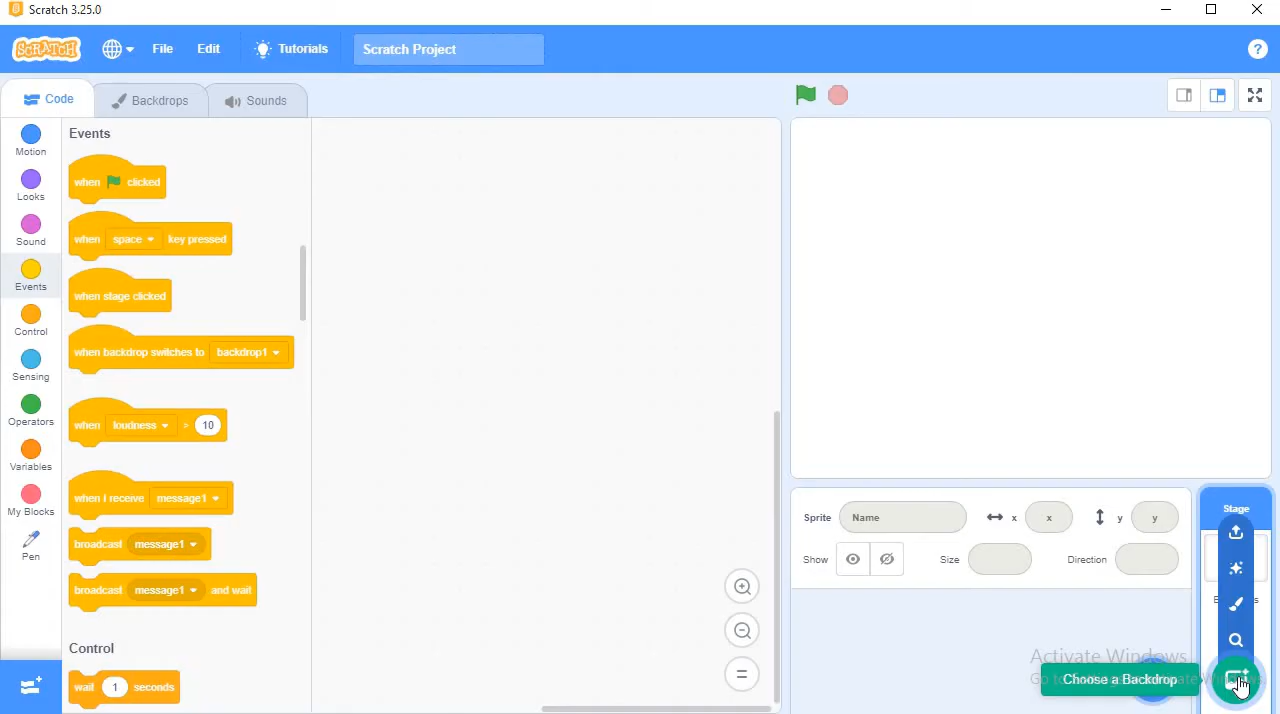 Scratch 3.25.0
SCRATCH
File
Edit
Tutorials
Scratch Project
?
Code
Backdrops
Sounds
Motion
Looks
Sound
Events
Control
Sensing
Operators
Variables
My Blocks
Pen
Events
when clicked
when space key pressed
when stage clicked
when backdrop switches to backdrop1
when loudness > 10
when I receive message1
broadcast message1
broadcast message1 and wait
Control
wait 1 seconds
Sprite Name x x y y
Show Size Direction
Stage
Activate Windows
Choose a Backdrop